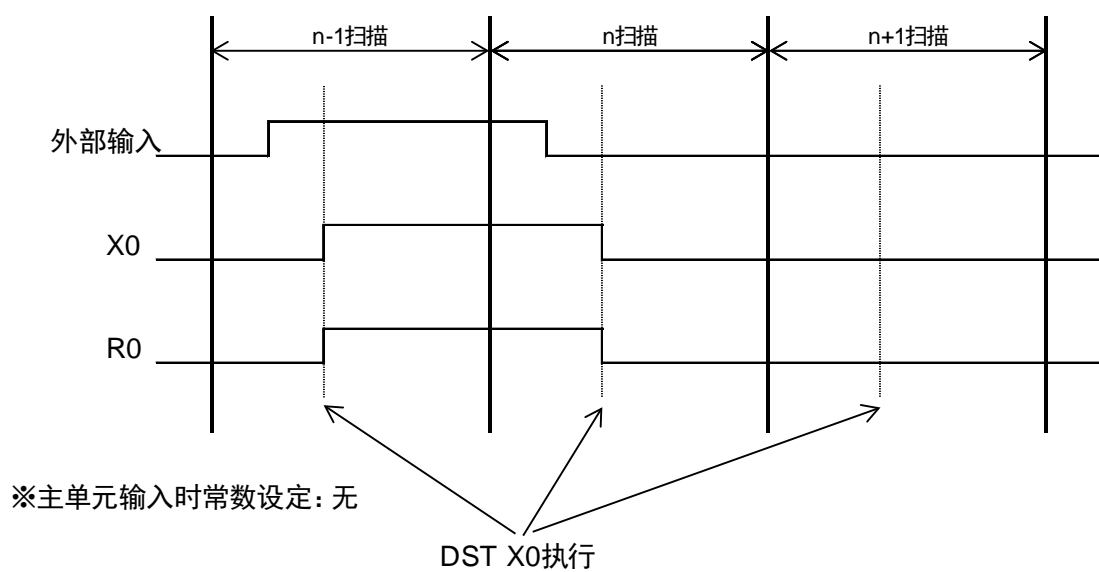 n-1扫描
n扫描
n+1扫描
外部输入
X0
R0
※主单元输入时常数设定：无
DST X0执行